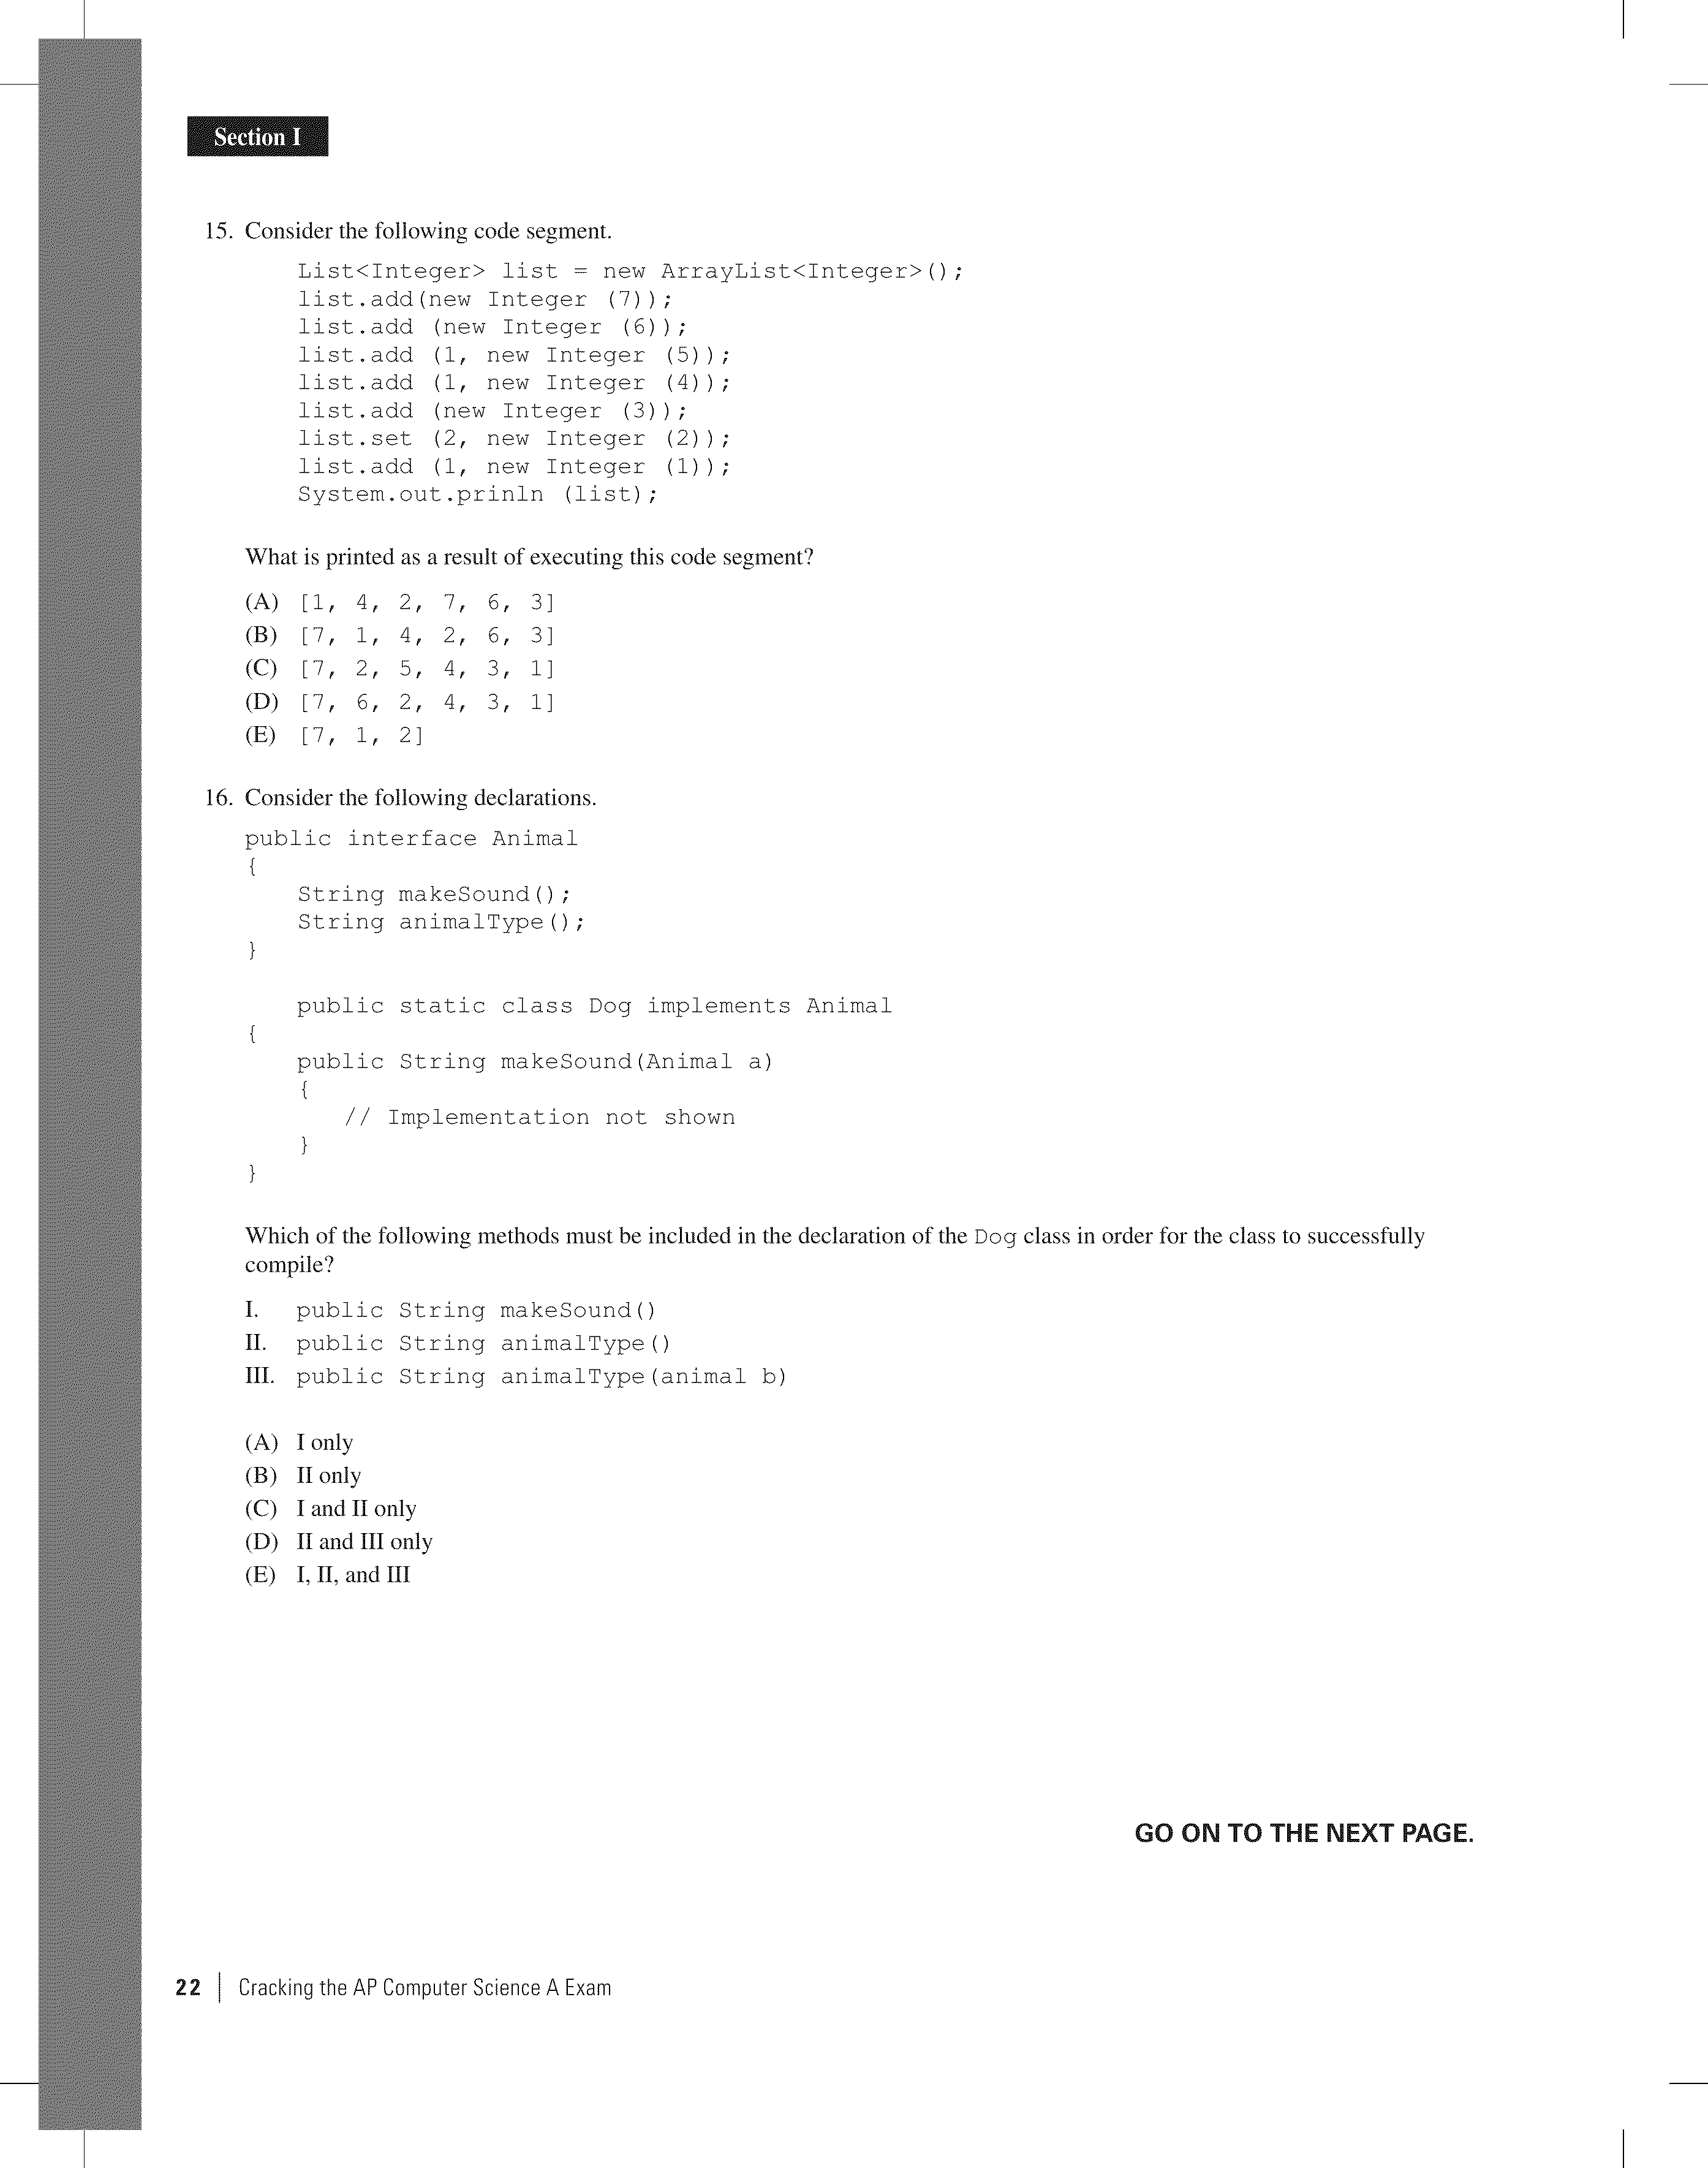 Section I
15. Consider the following code segment.
List<Integer> list = new ArrayList<Integer>();
list.add(new Integer (7));
list.add (new Integer (6));
list.add (1, new Integer (5));
list.add (1, new Integer (4));
list.add (new Integer (3));
list.set (2, new Integer (2));
list.add (1, new Integer (1));
System.out.prinln (list);
What is printed as a result of executing this code segment?
(A) [1, 4, 2, 7, 6, 3]
(B) [7, 1, 4, 2, 6, 3]
(C) [7, 2, 5, 4, 3, 1]
(D) [7, 6, 2, 4, 3, 1]
(E) [7, 1, 2]
16. Consider the following declarations.
public interface Animal
{
String makeSound();
String animalType();
}
public static class Dog implements Animal
{
public String makeSound(Animal a)
{
// Implementation not shown
}
}
Which of the following methods must be included in the declaration of the Dog class in order for the class to successfully
compile?
I. public String makeSound()
II. public String animalType()
III. public String animalType(animal b)
(A) I only
(B) II only
(C) I and II only
(D) II and III only
(E) I, II, and III
GO ON TO THE NEXT PAGE.
22 | Cracking the AP Computer Science A Exam